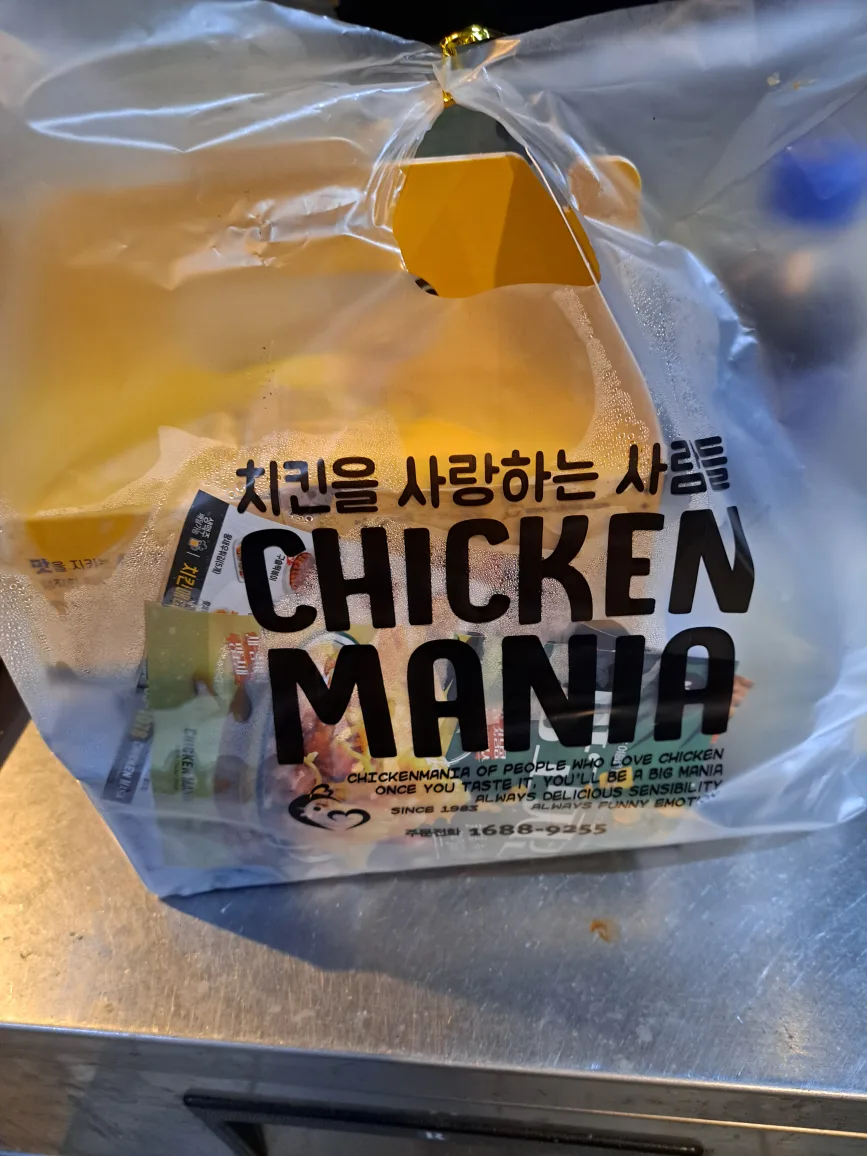 치킨을 사랑하는 사람들
CHICKEN
MANIA
CHICKENMANIA OF PEOPLE WHO LOVE CHICKEN
ONCE YOU TASTE IT, YOU'LL BE A BIG MANIA
ALWAYS DELICIOUS SENSIBILITY
SINCE 1983 ALWAYS FUNNY
주문전화 1688-9255